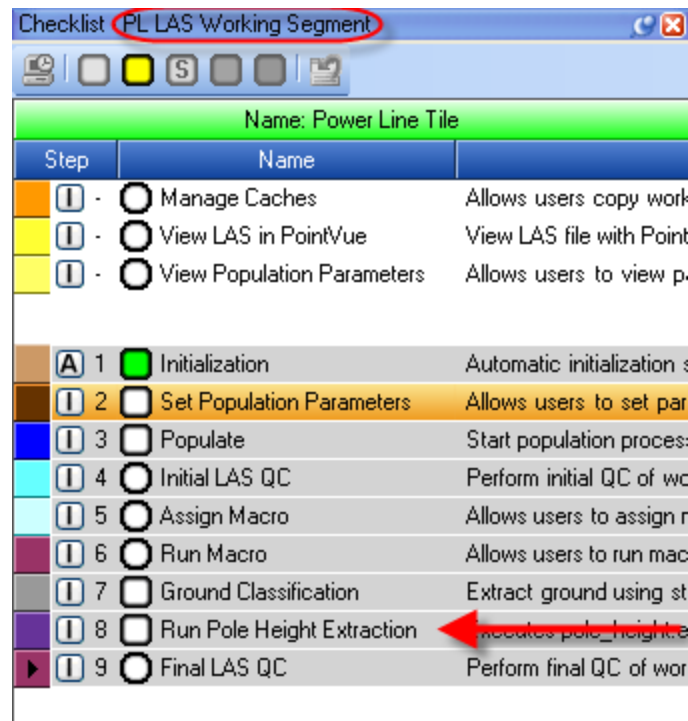 Checklist PL LAS Working Segment
S
Name: Power Line Tile
Step Name
I - Manage Caches Allows users copy work
I - View LAS in PointVue View LAS file with Point
I - View Population Parameters Allows users to view pa
A 1 Initialization Automatic initialization s
I 2 Set Population Parameters Allows users to set par
I 3 Populate Start population proces
I 4 Initial LAS QC Perform initial QC of wo
I 5 Assign Macro Allows users to assign m
I 6 Run Macro Allows users to run mac
I 7 Ground Classification Extract ground using st
I 8 Run Pole Height Extraction Executes pole_height e
I 9 Final LAS QC Perform final QC of wor